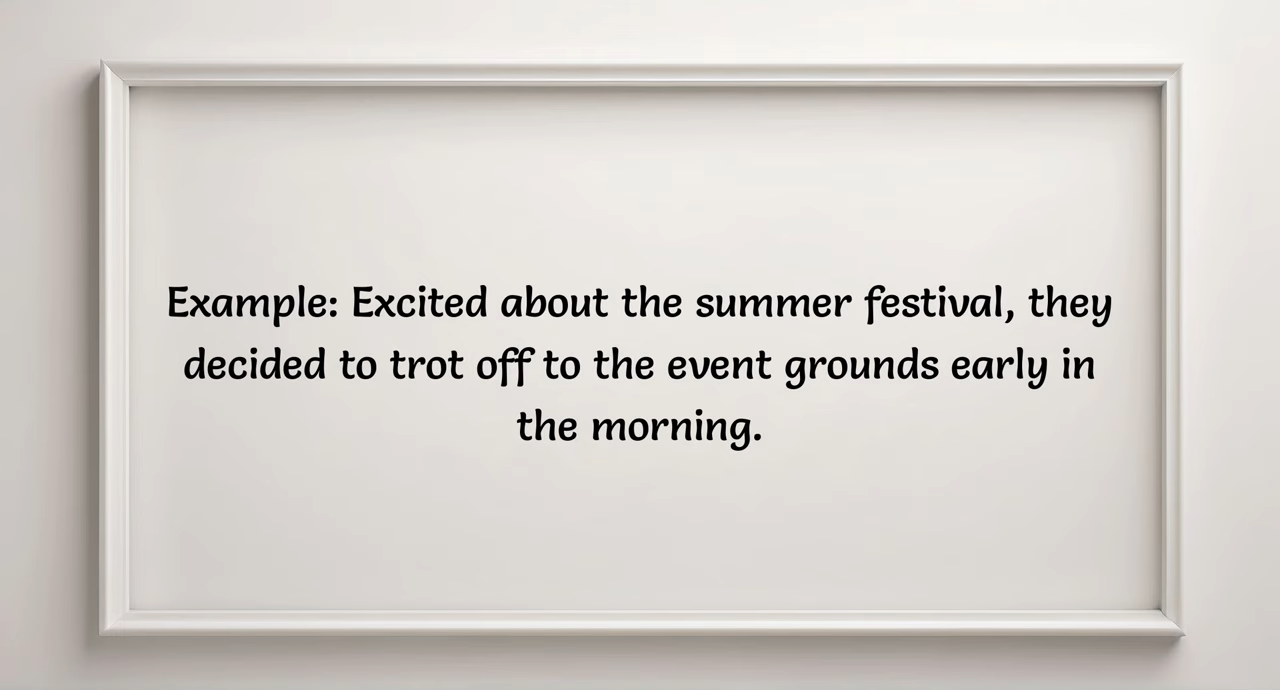 Example: Excited about the summer festival, they
decided to trot off to the event grounds early in
the morning.